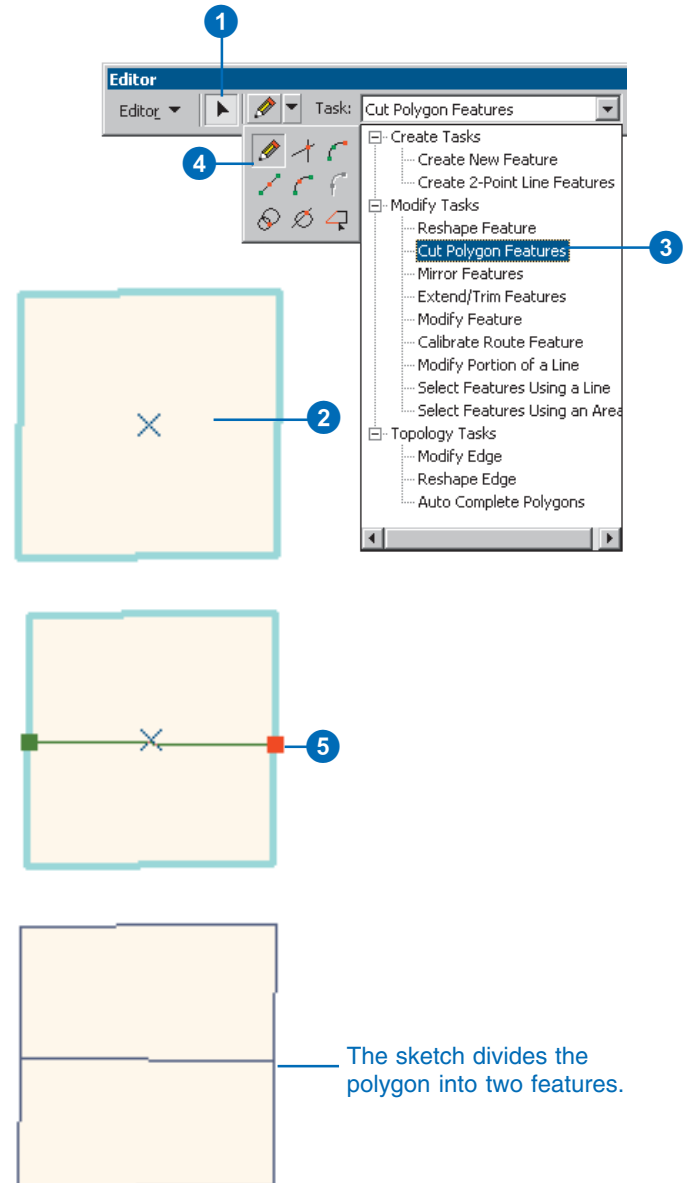 1
Editor
Editor Task: Cut Polygon Features
4
Create Tasks
Create New Feature
Create 2-Point Line Features
Modify Tasks
Reshape Feature
Cut Polygon Features
3
Mirror Features
Extend/Trim Features
Modify Feature
Calibrate Route Feature
Modify Portion of a Line
Select Features Using a Line
Select Features Using an Area
Topology Tasks
Modify Edge
Reshape Edge
Auto Complete Polygons
2
5
The sketch divides the
polygon into two features.